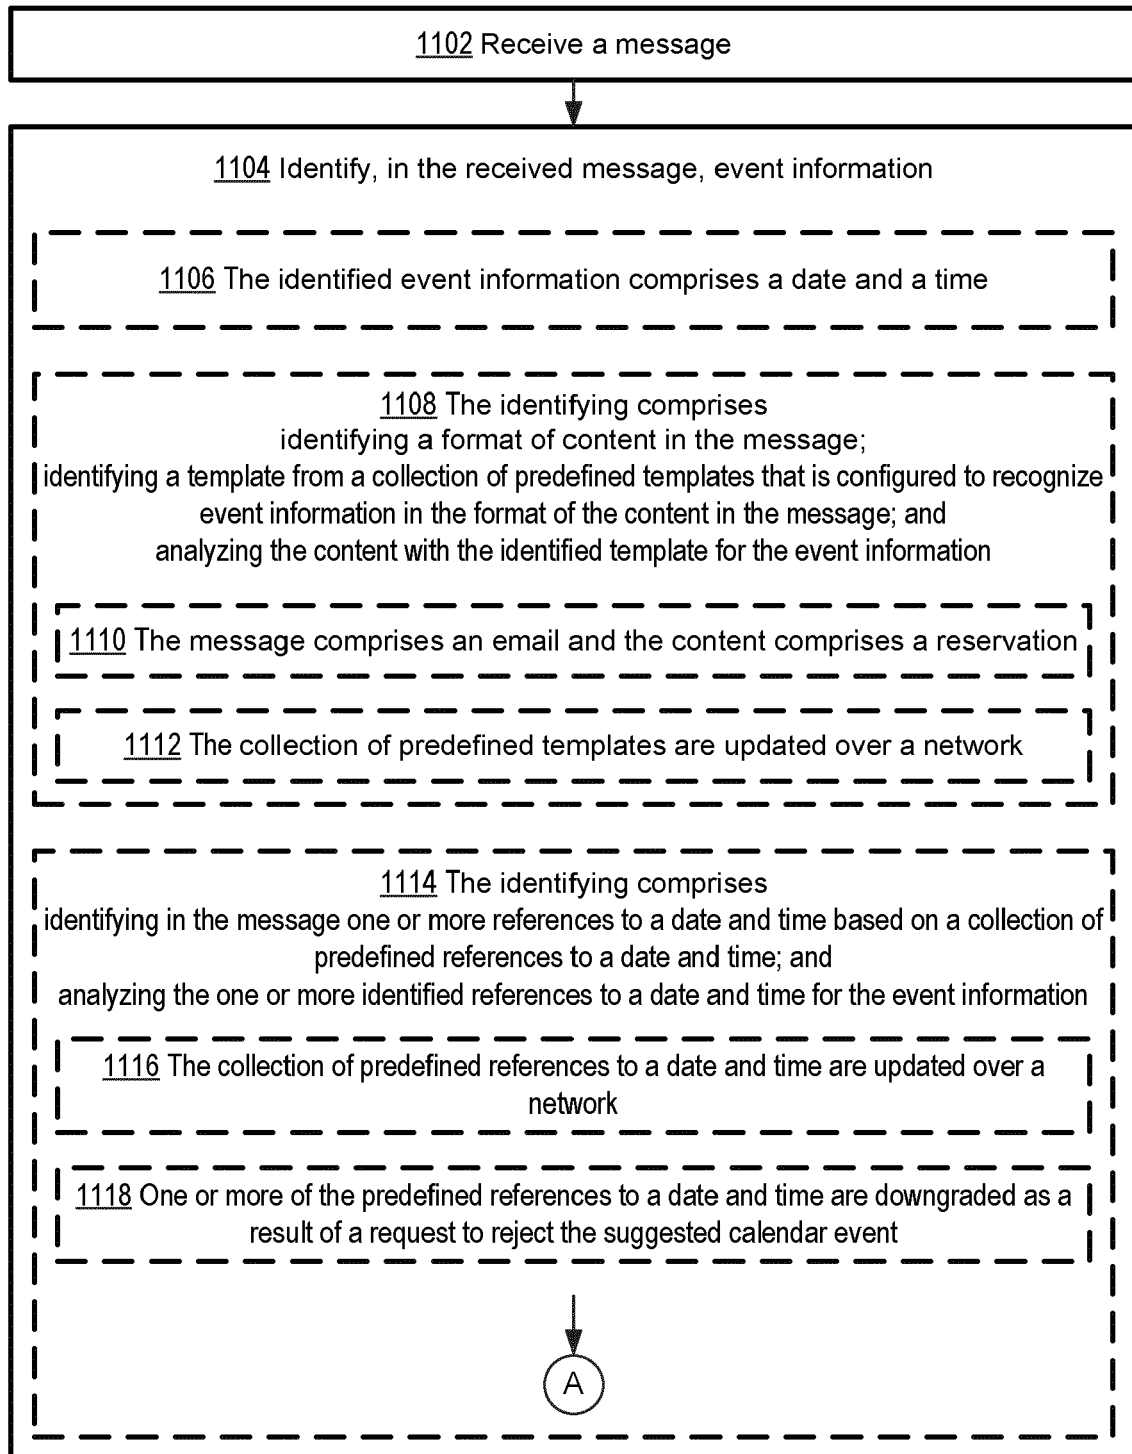 1102 Receive a message
1104 Identify, in the received message, event information
1106 The identified event information comprises a date and a time
1108 The identifying comprises
identifying a format of content in the message;
identifying a template from a collection of predefined templates that is configured to recognize
event information in the format of the content in the message; and
analyzing the content with the identified template for the event information
1110 The message comprises an email and the content comprises a reservation
1112 The collection of predefined templates are updated over a network
1114 The identifying comprises
identifying in the message one or more references to a date and time based on a collection of
predefined references to a date and time; and
analyzing the one or more identified references to a date and time for the event information
1116 The collection of predefined references to a date and time are updated over a
network
1118 One or more of the predefined references to a date and time are downgraded as a
result of a request to reject the suggested calendar event
A